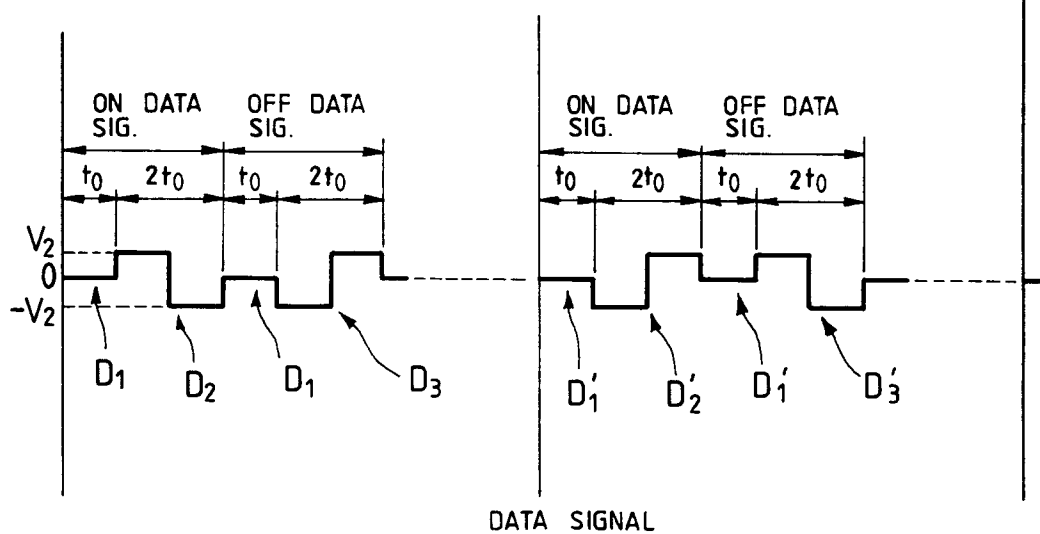 ON DATA SIG.
OFF DATA SIG.
ON DATA SIG.
OFF DATA SIG.
t0 2t0 t0 2t0 t0 2t0 t0 2t0
V2
0
-V2
D1 D2 D1 D3 D1' D2' D1' D3'
DATA SIGNAL